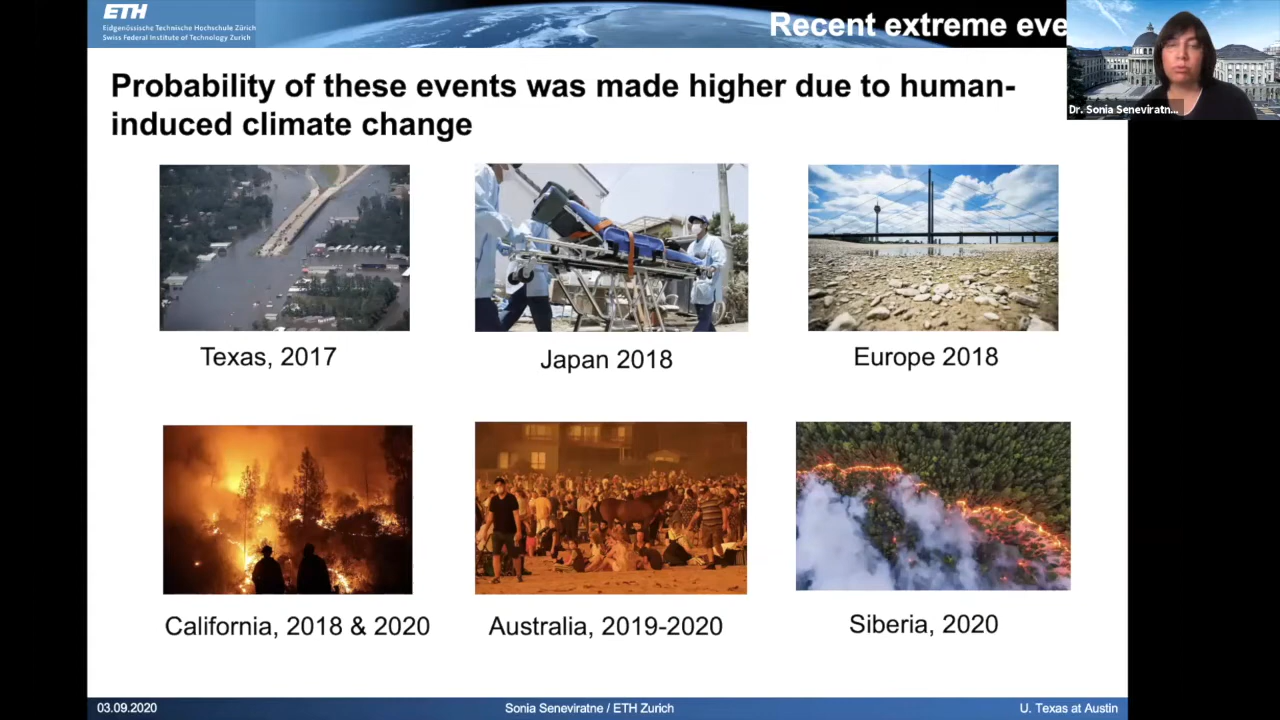 ETH
Eidgenössische Technische Hochschule Zürich
Swiss Federal Institute of Technology Zurich
Recent extreme eve
Dr. Sonia Seneviratn...
Probability of these events was made higher due to human-
induced climate change
Texas, 2017
Japan 2018
Europe 2018
California, 2018 & 2020
Australia, 2019-2020
Siberia, 2020
03.09.2020
Sonia Seneviratne / ETH Zurich
U. Texas at Austin